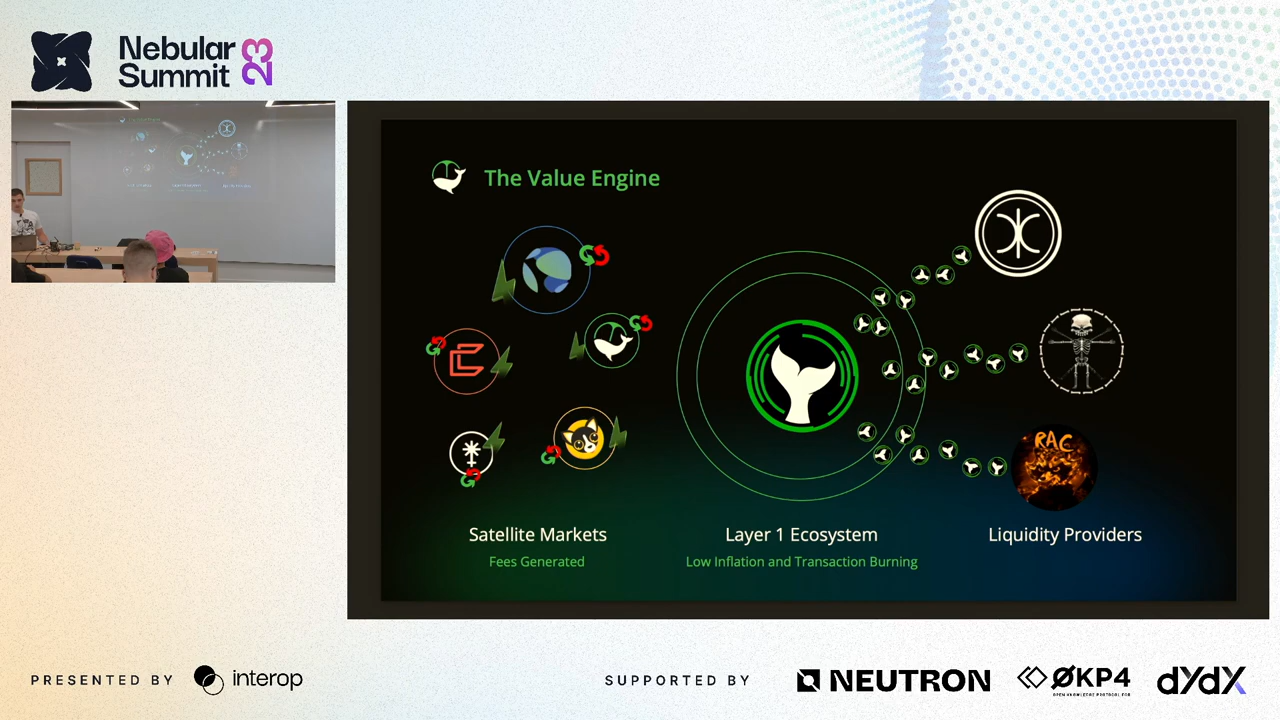 Nebular
Summit 23
The Value Engine
RAC
Satellite Markets
Fees Generated
Layer 1 Ecosystem
Low Inflation and Transaction Burning
Liquidity Providers
PRESENTED BY interop
SUPPORTED BY
NEUTRON
ØKP4
dYdX